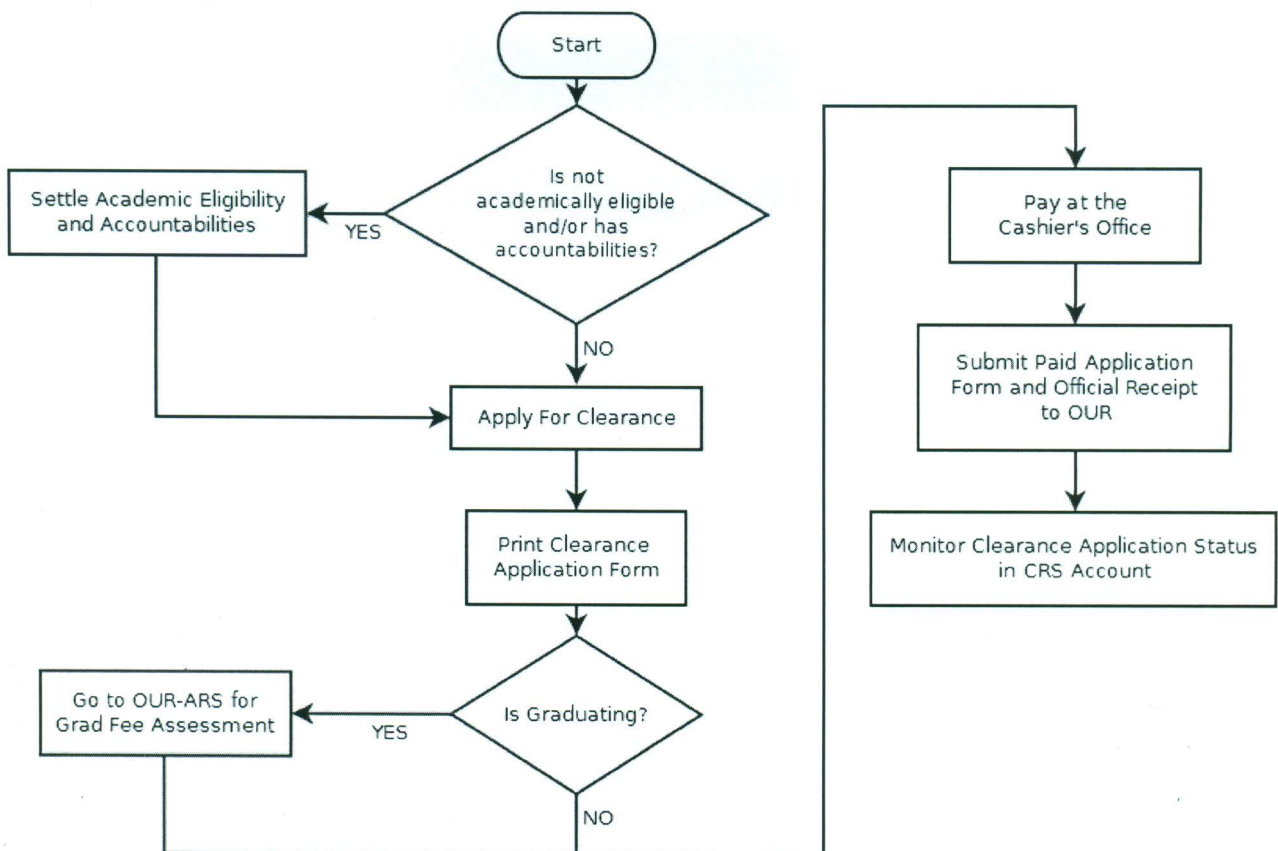 Start
Is not
academically eligible
and/or has
accountabilities?
YES
Settle Academic Eligibility
and Accountabilities
NO
Apply For Clearance
Print Clearance
Application Form
Is Graduating?
YES
Go to OUR-ARS for
Grad Fee Assessment
NO
Pay at the
Cashier's Office
Submit Paid Application
Form and Official Receipt
to OUR
Monitor Clearance Application Status
in CRS Account